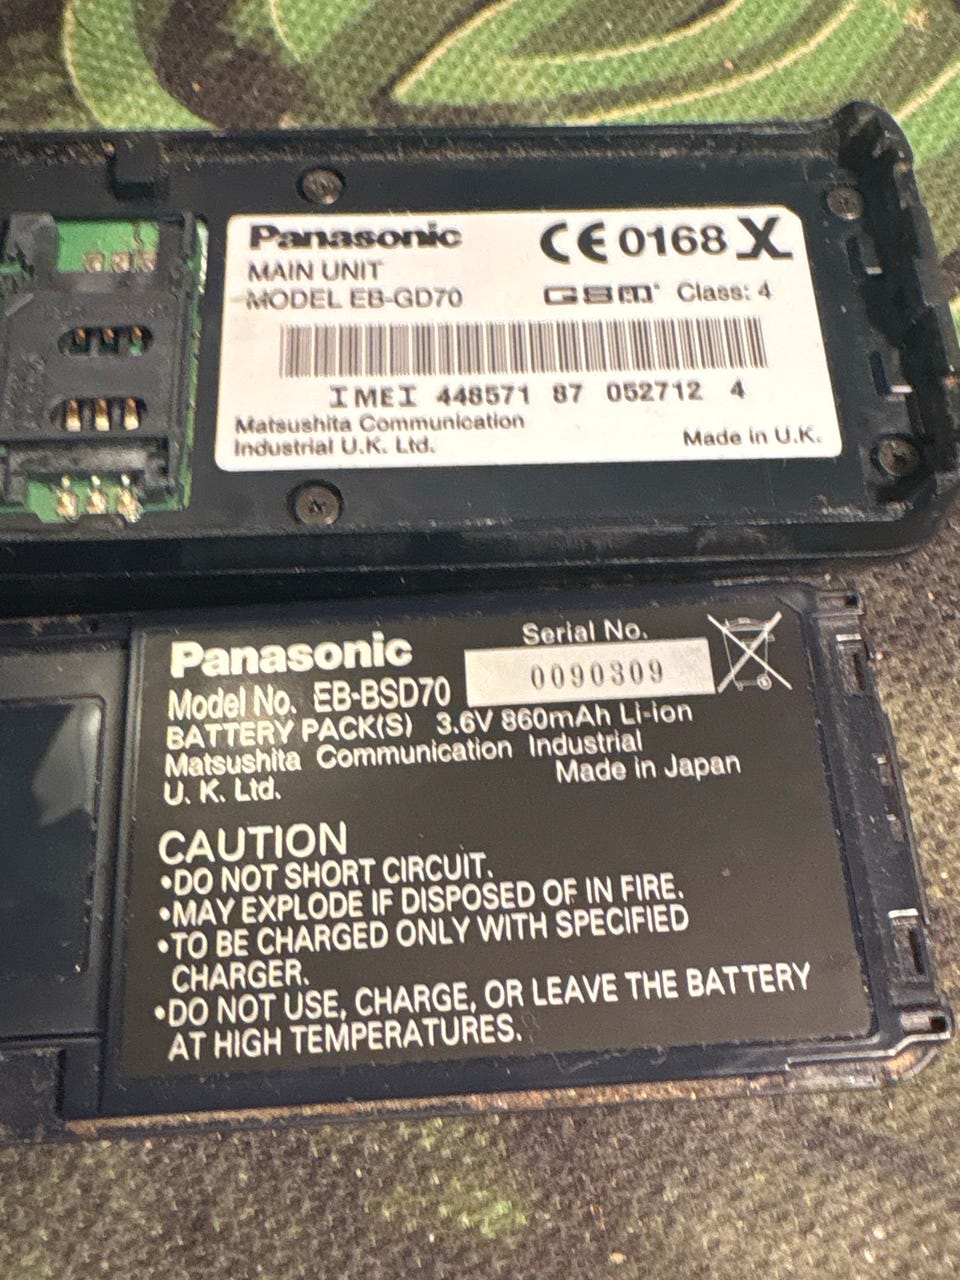 Panasonic CE0168X
MAIN UNIT
MODEL EB-GD70 GSM Class: 4
IMEI 448571 87 052712 4
Matsushita Communication
Industrial U.K. Ltd. Made in U.K.
Panasonic Serial No.
Model No. EB-BSD70 0090309
BATTERY PACK(S) 3.6V 860mAh Li-ion
Matsushita Communication Industrial
U. K. Ltd. Made in Japan
CAUTION
•DO NOT SHORT CIRCUIT.
•MAY EXPLODE IF DISPOSED OF IN FIRE.
•TO BE CHARGED ONLY WITH SPECIFIED
CHARGER.
•DO NOT USE, CHARGE, OR LEAVE THE BATTERY
AT HIGH TEMPERATURES.